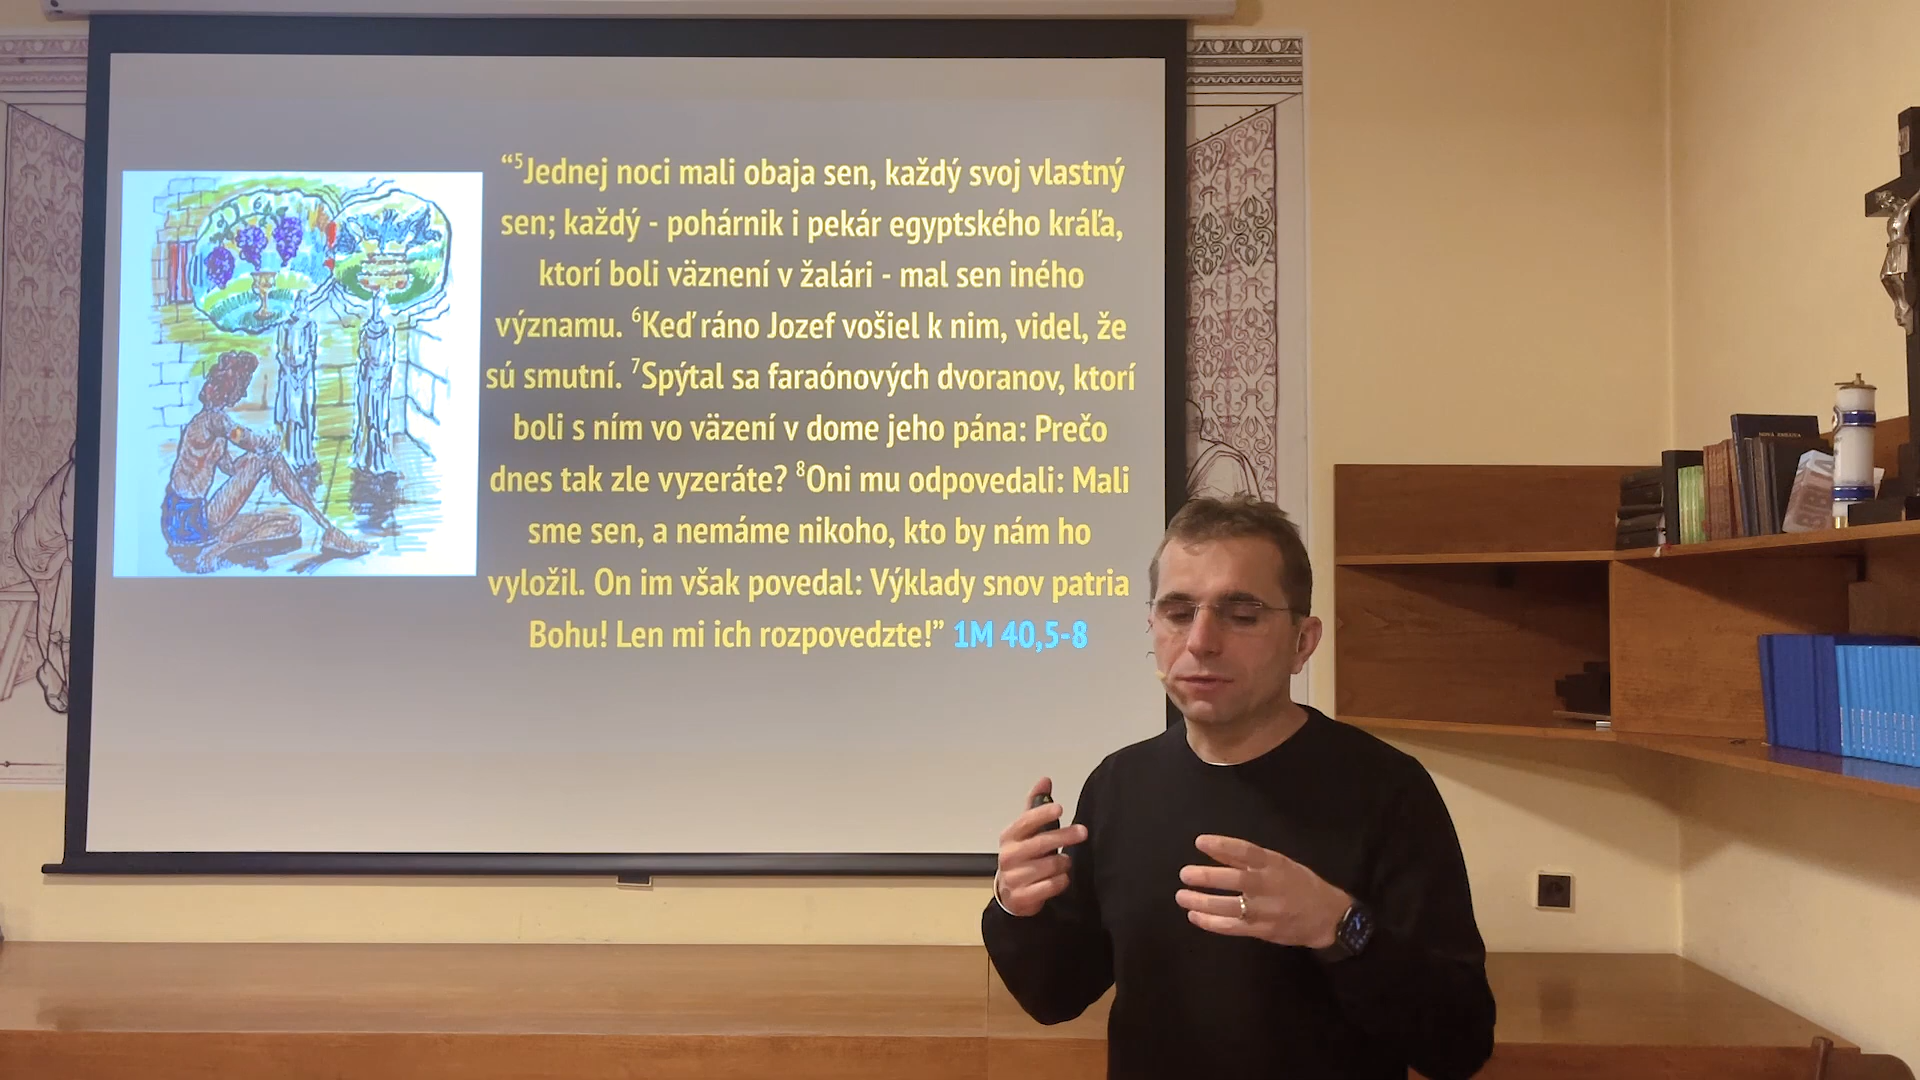 “⁵Jednej noci mali obaja sen, každý svoj vlastný
sen; každý - pohárnik i pekár egyptského kráľa,
ktorí boli väznení v žalári - mal sen iného
významu. ⁶Keď ráno Jozef vošiel k nim, videl, že
sú smutní. ⁷Spýtal sa faraónových dvoranov, ktorí
boli s ním vo väzení v dome jeho pána: Prečo
dnes tak zle vyzeráte? ⁸Oni mu odpovedali: Mali
sme sen, a nemáme nikoho, kto by nám ho
vyložil. On im však povedal: Výklady snov patria
Bohu! Len mi ich rozpovedzte!” 1M 40,5-8
BIBLIA